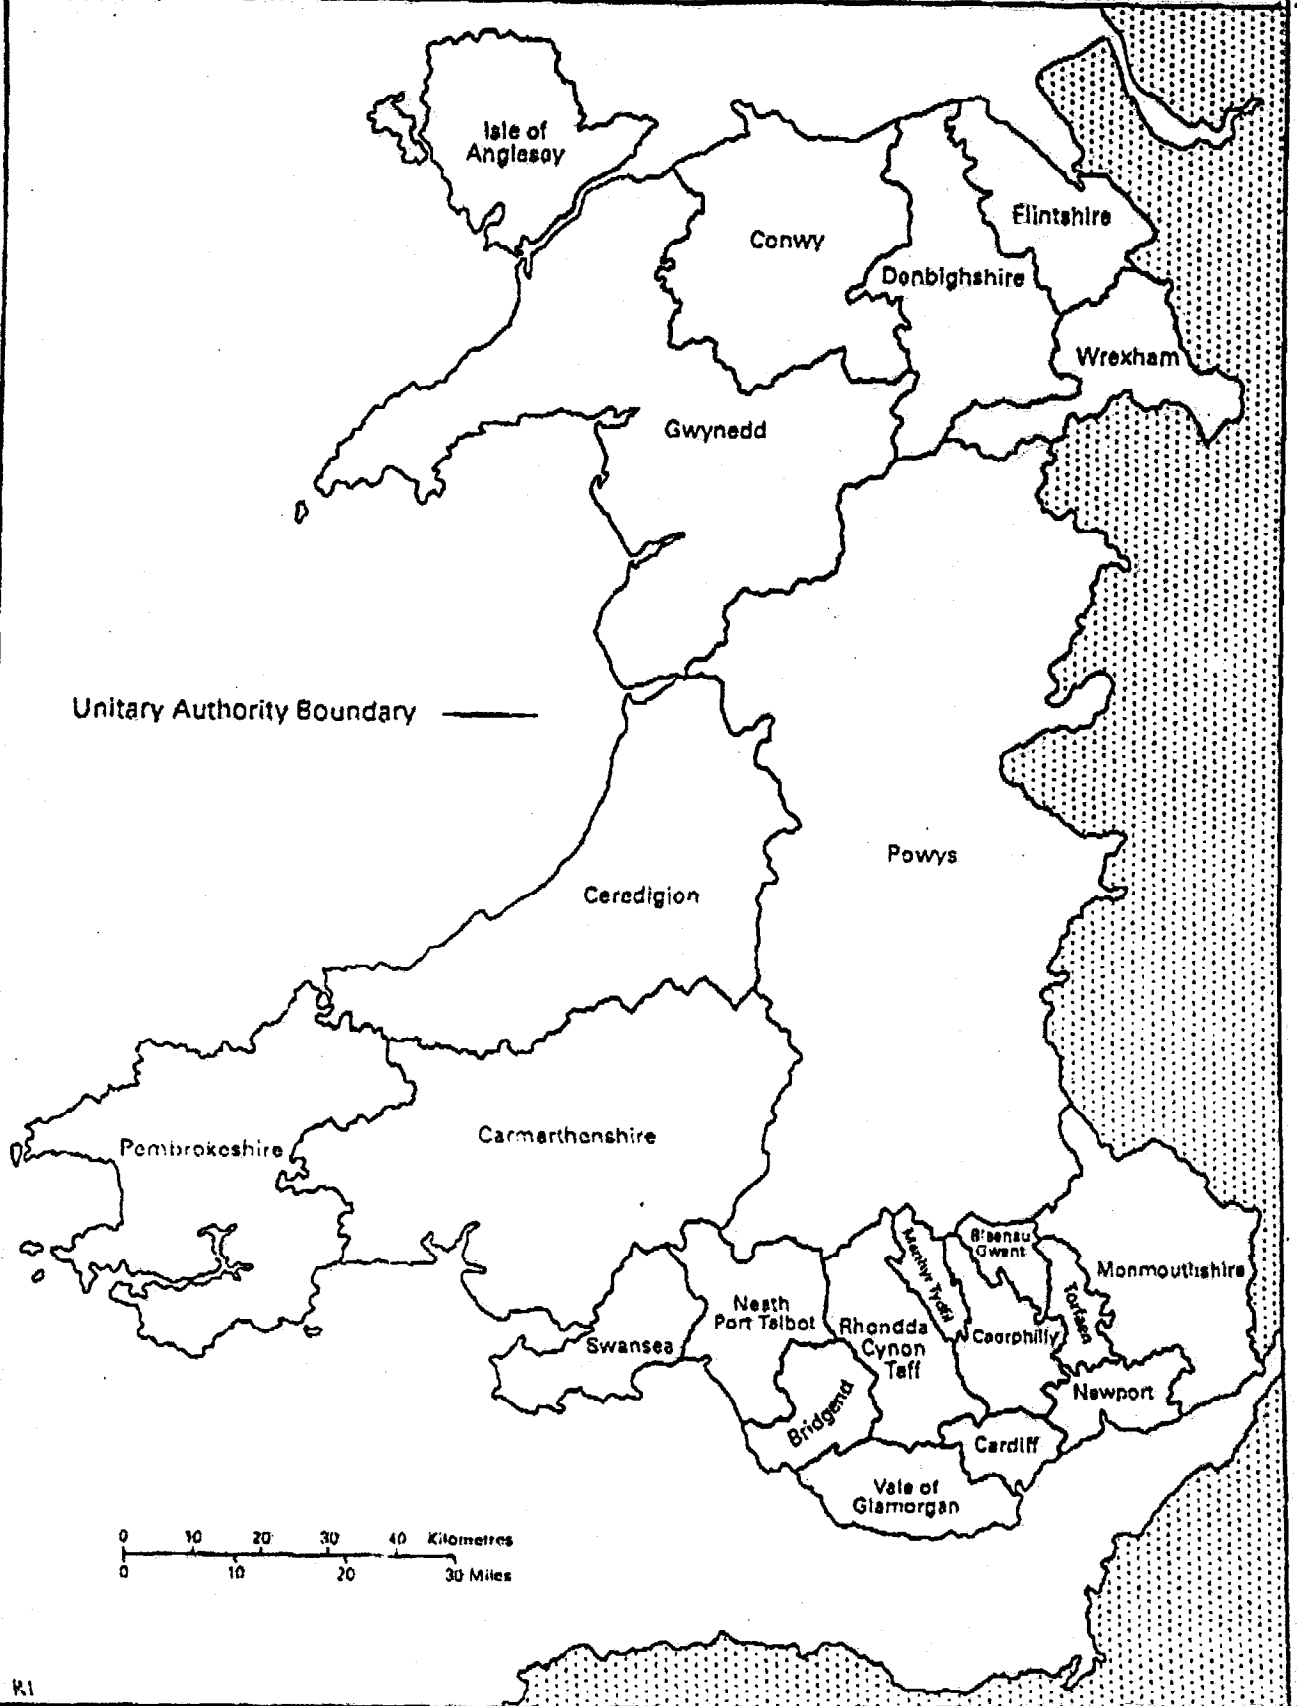 Isle of
Anglesey
Conwy
Flintshire
Denbighshire
Wrexham
Gwynedd
Unitary Authority Boundary
Powys
Ceredigion
Carmarthenshire
Pembrokeshire
Blaenau
Gwent
Merthyr Tydfil
Monmouthshire
Torfaen
Neath
Port Talbot
Rhondda
Cynon
Taff
Caerphilly
Swansea
Newport
Bridgend
Cardiff
Vale of
Glamorgan
0 10 20 30 40 Kilometres
0 10 20 30 Miles